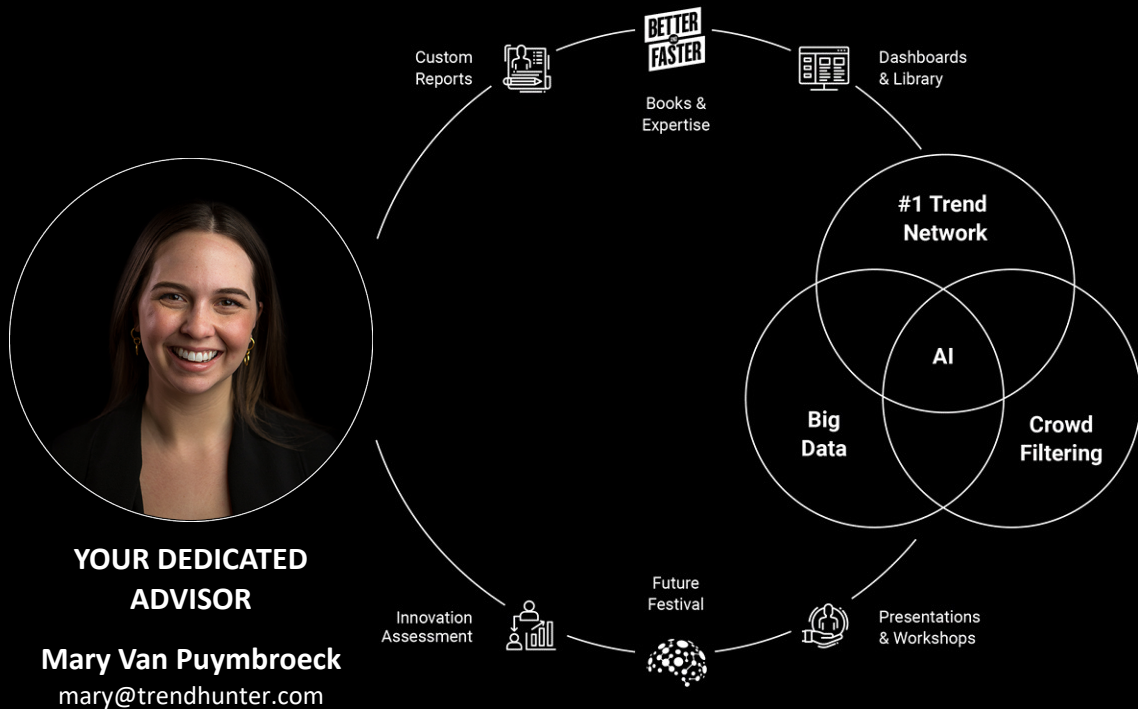 Custom
Reports
BETTER
AND
FASTER
Books &
Expertise
Dashboards
& Library
#1 Trend
Network
AI
Big
Data
Crowd
Filtering
YOUR DEDICATED
ADVISOR
Mary Van Puymbroeck
mary@trendhunter.com
Innovation
Assessment
Future
Festival
Presentations
& Workshops